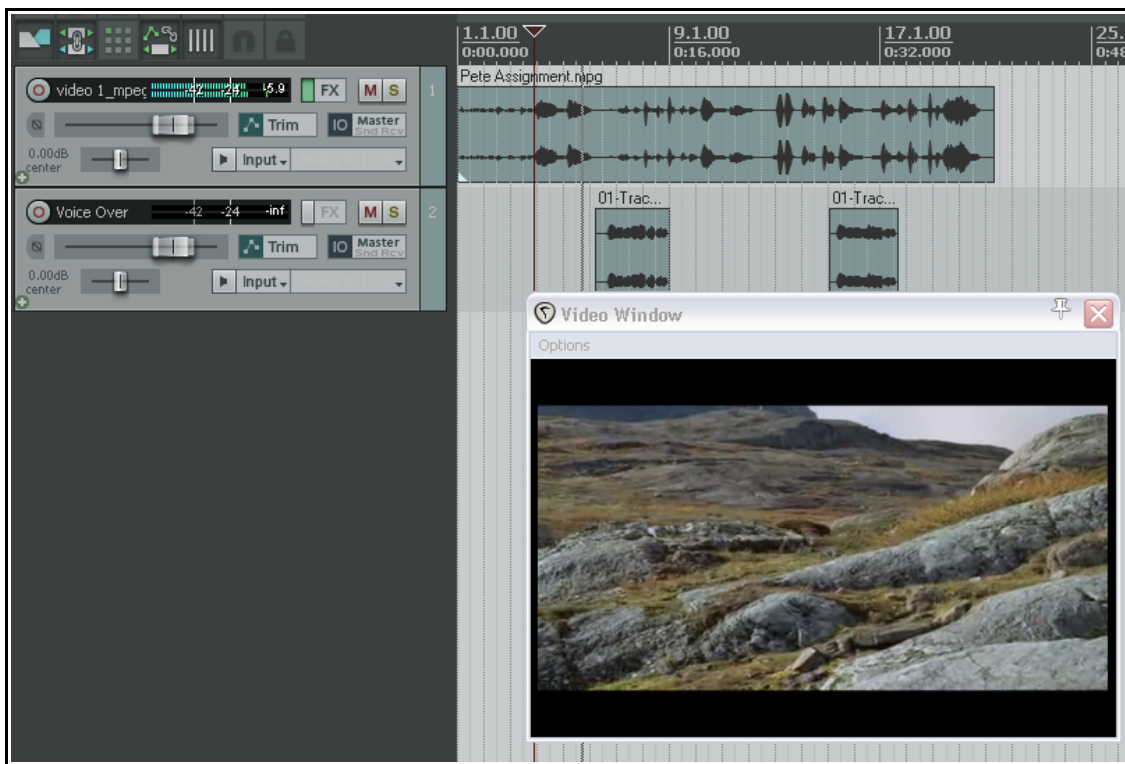 1.1.00 9.1.00 17.1.00 25.
0:00.000 0:16.000 0:32.000 0:48
Pete Assignment.mpg
video 1_mpeg -42 -24 -5.9 FX M S 1
Trim IO Master
Snd Rcv
0.00dB
center
Input
01-Trac... 01-Trac...
Voice Over -42 -24 -inf FX M S 2
Trim IO Master
Snd Rcv
0.00dB
center
Input
Video Window
Options